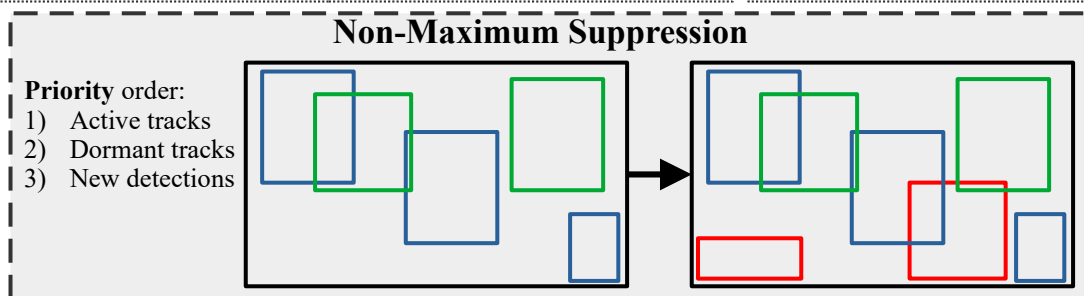 Non-Maximum Suppression
Priority order:
1) Active tracks
2) Dormant tracks
3) New detections